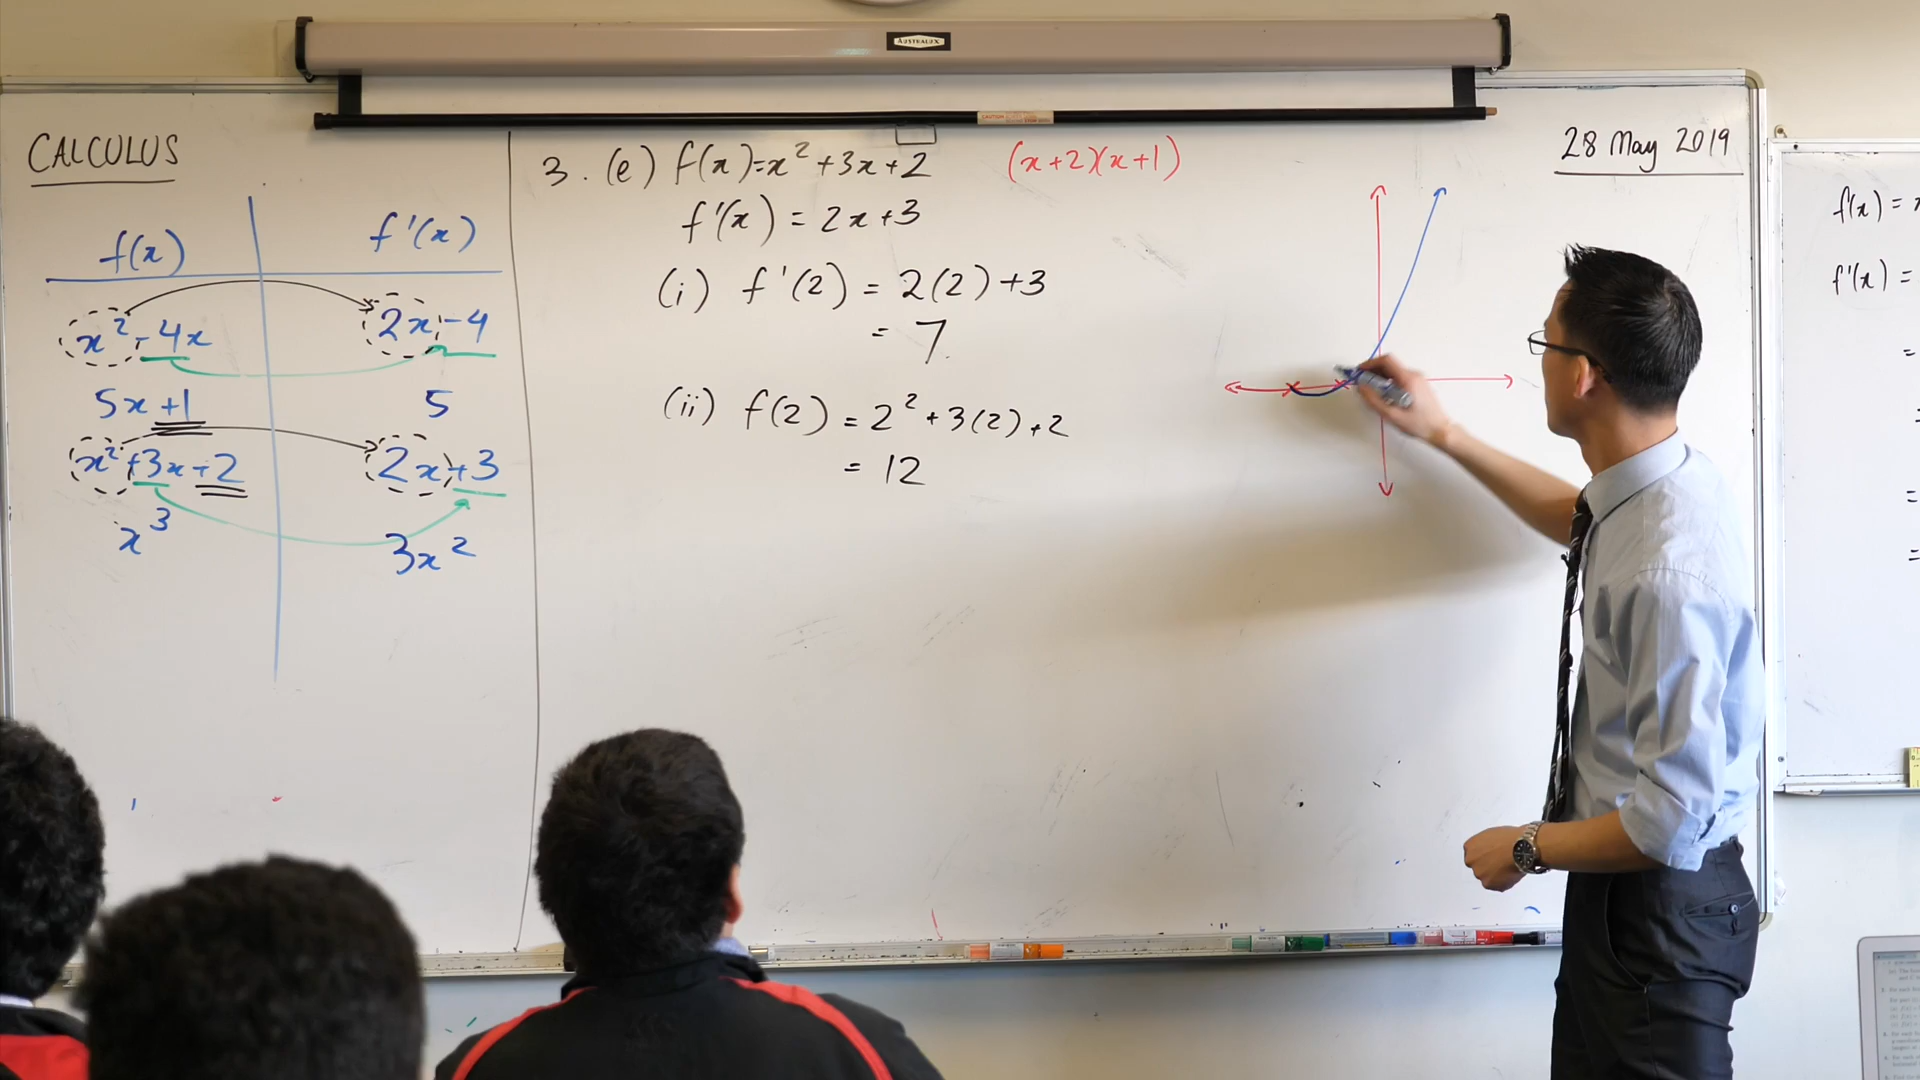 AUSTRALEX
CAUTION
CALCULUS
f(x) f'(x)
x² - 4x 2x - 4
5x + 1 5
x² + 3x + 2 2x + 3
x³ 3x²
3. (e) f(x) = x² + 3x + 2 (x+2)(x+1)
f'(x) = 2x + 3
(i) f'(2) = 2(2) + 3
= 7
(ii) f(2) = 2² + 3(2) + 2
= 12
28 May 2019
f(x) =
f'(x) =
=
=
=
=